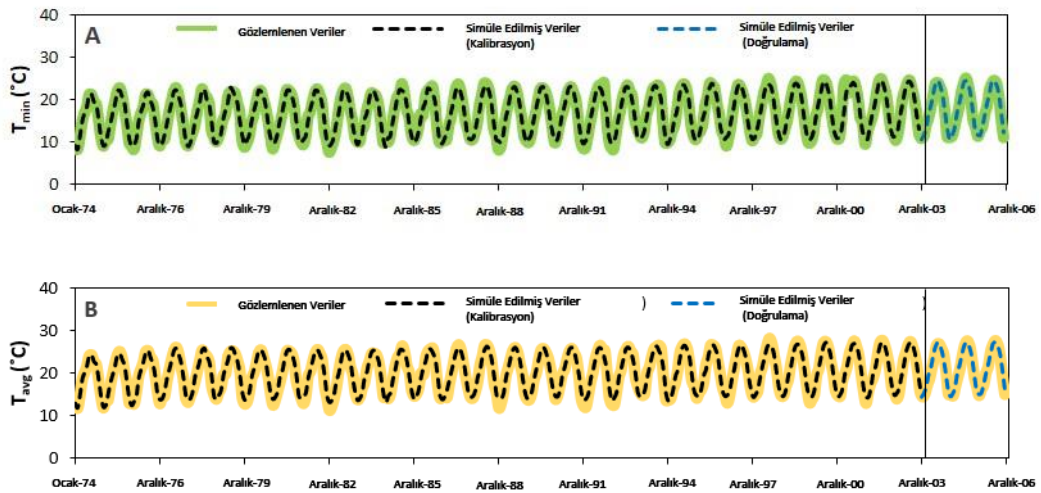 A
Gözlemlenen Veriler
Simüle Edilmiş Veriler
(Kalibrasyon)
Simüle Edilmiş Veriler
(Doğrulama)
Tmin (˚C)
40
30
20
10
0
Ocak-74 Aralık-76 Aralık-79 Aralık-82 Aralık-85 Aralık-88 Aralık-91 Aralık-94 Aralık-97 Aralık-00 Aralık-03 Aralık-06
B
Gözlemlenen Veriler
Simüle Edilmiş Veriler )
(Kalibrasyon)
Simüle Edilmiş Veriler )
(Doğrulama)
Tavg (˚C)
40
30
20
10
0
Ocak-74 Aralık-76 Aralık-79 Aralık-82 Aralık-85 Aralık-88 Aralık-91 Aralık-94 Aralık-97 Aralık-00 Aralık-03 Aralık-06